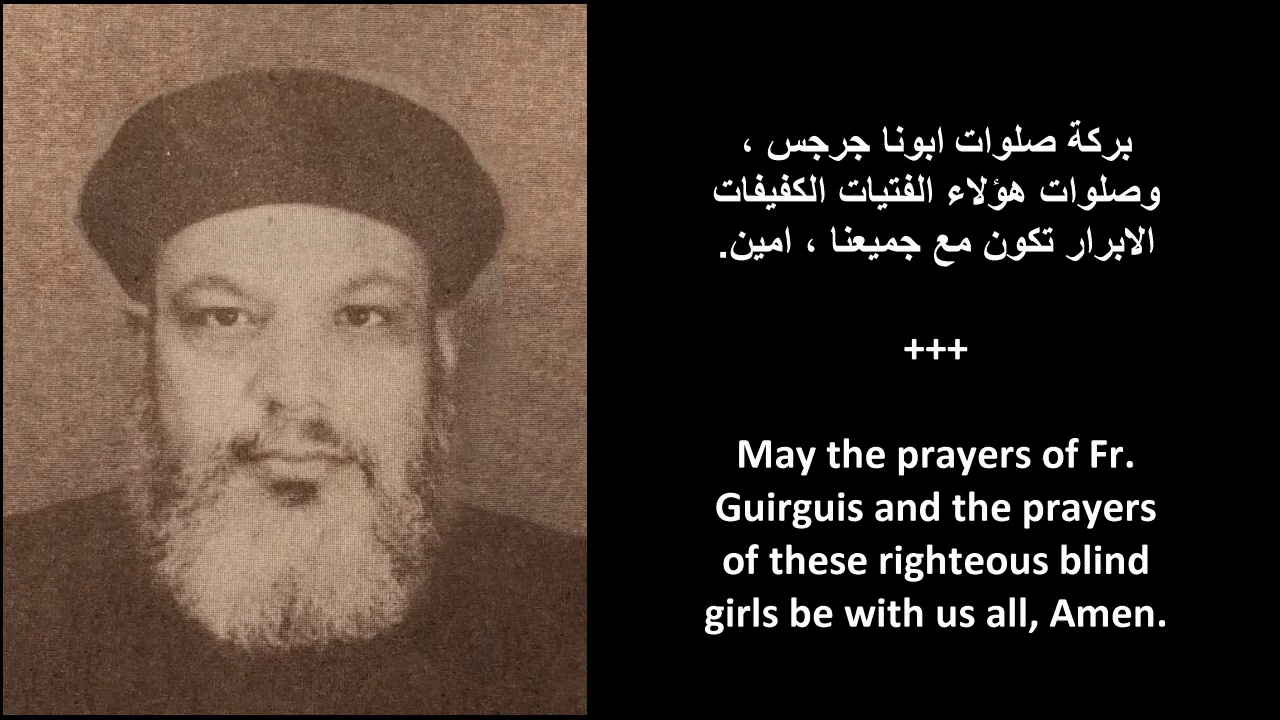 بركة صلوات ابونا جرجس ،
وصلوات هؤلاء الفتيات الكفيفات
الابرار تكون مع جميعنا ، امين.
+++
May the prayers of Fr.
Guirguis and the prayers
of these righteous blind
girls be with us all, Amen.